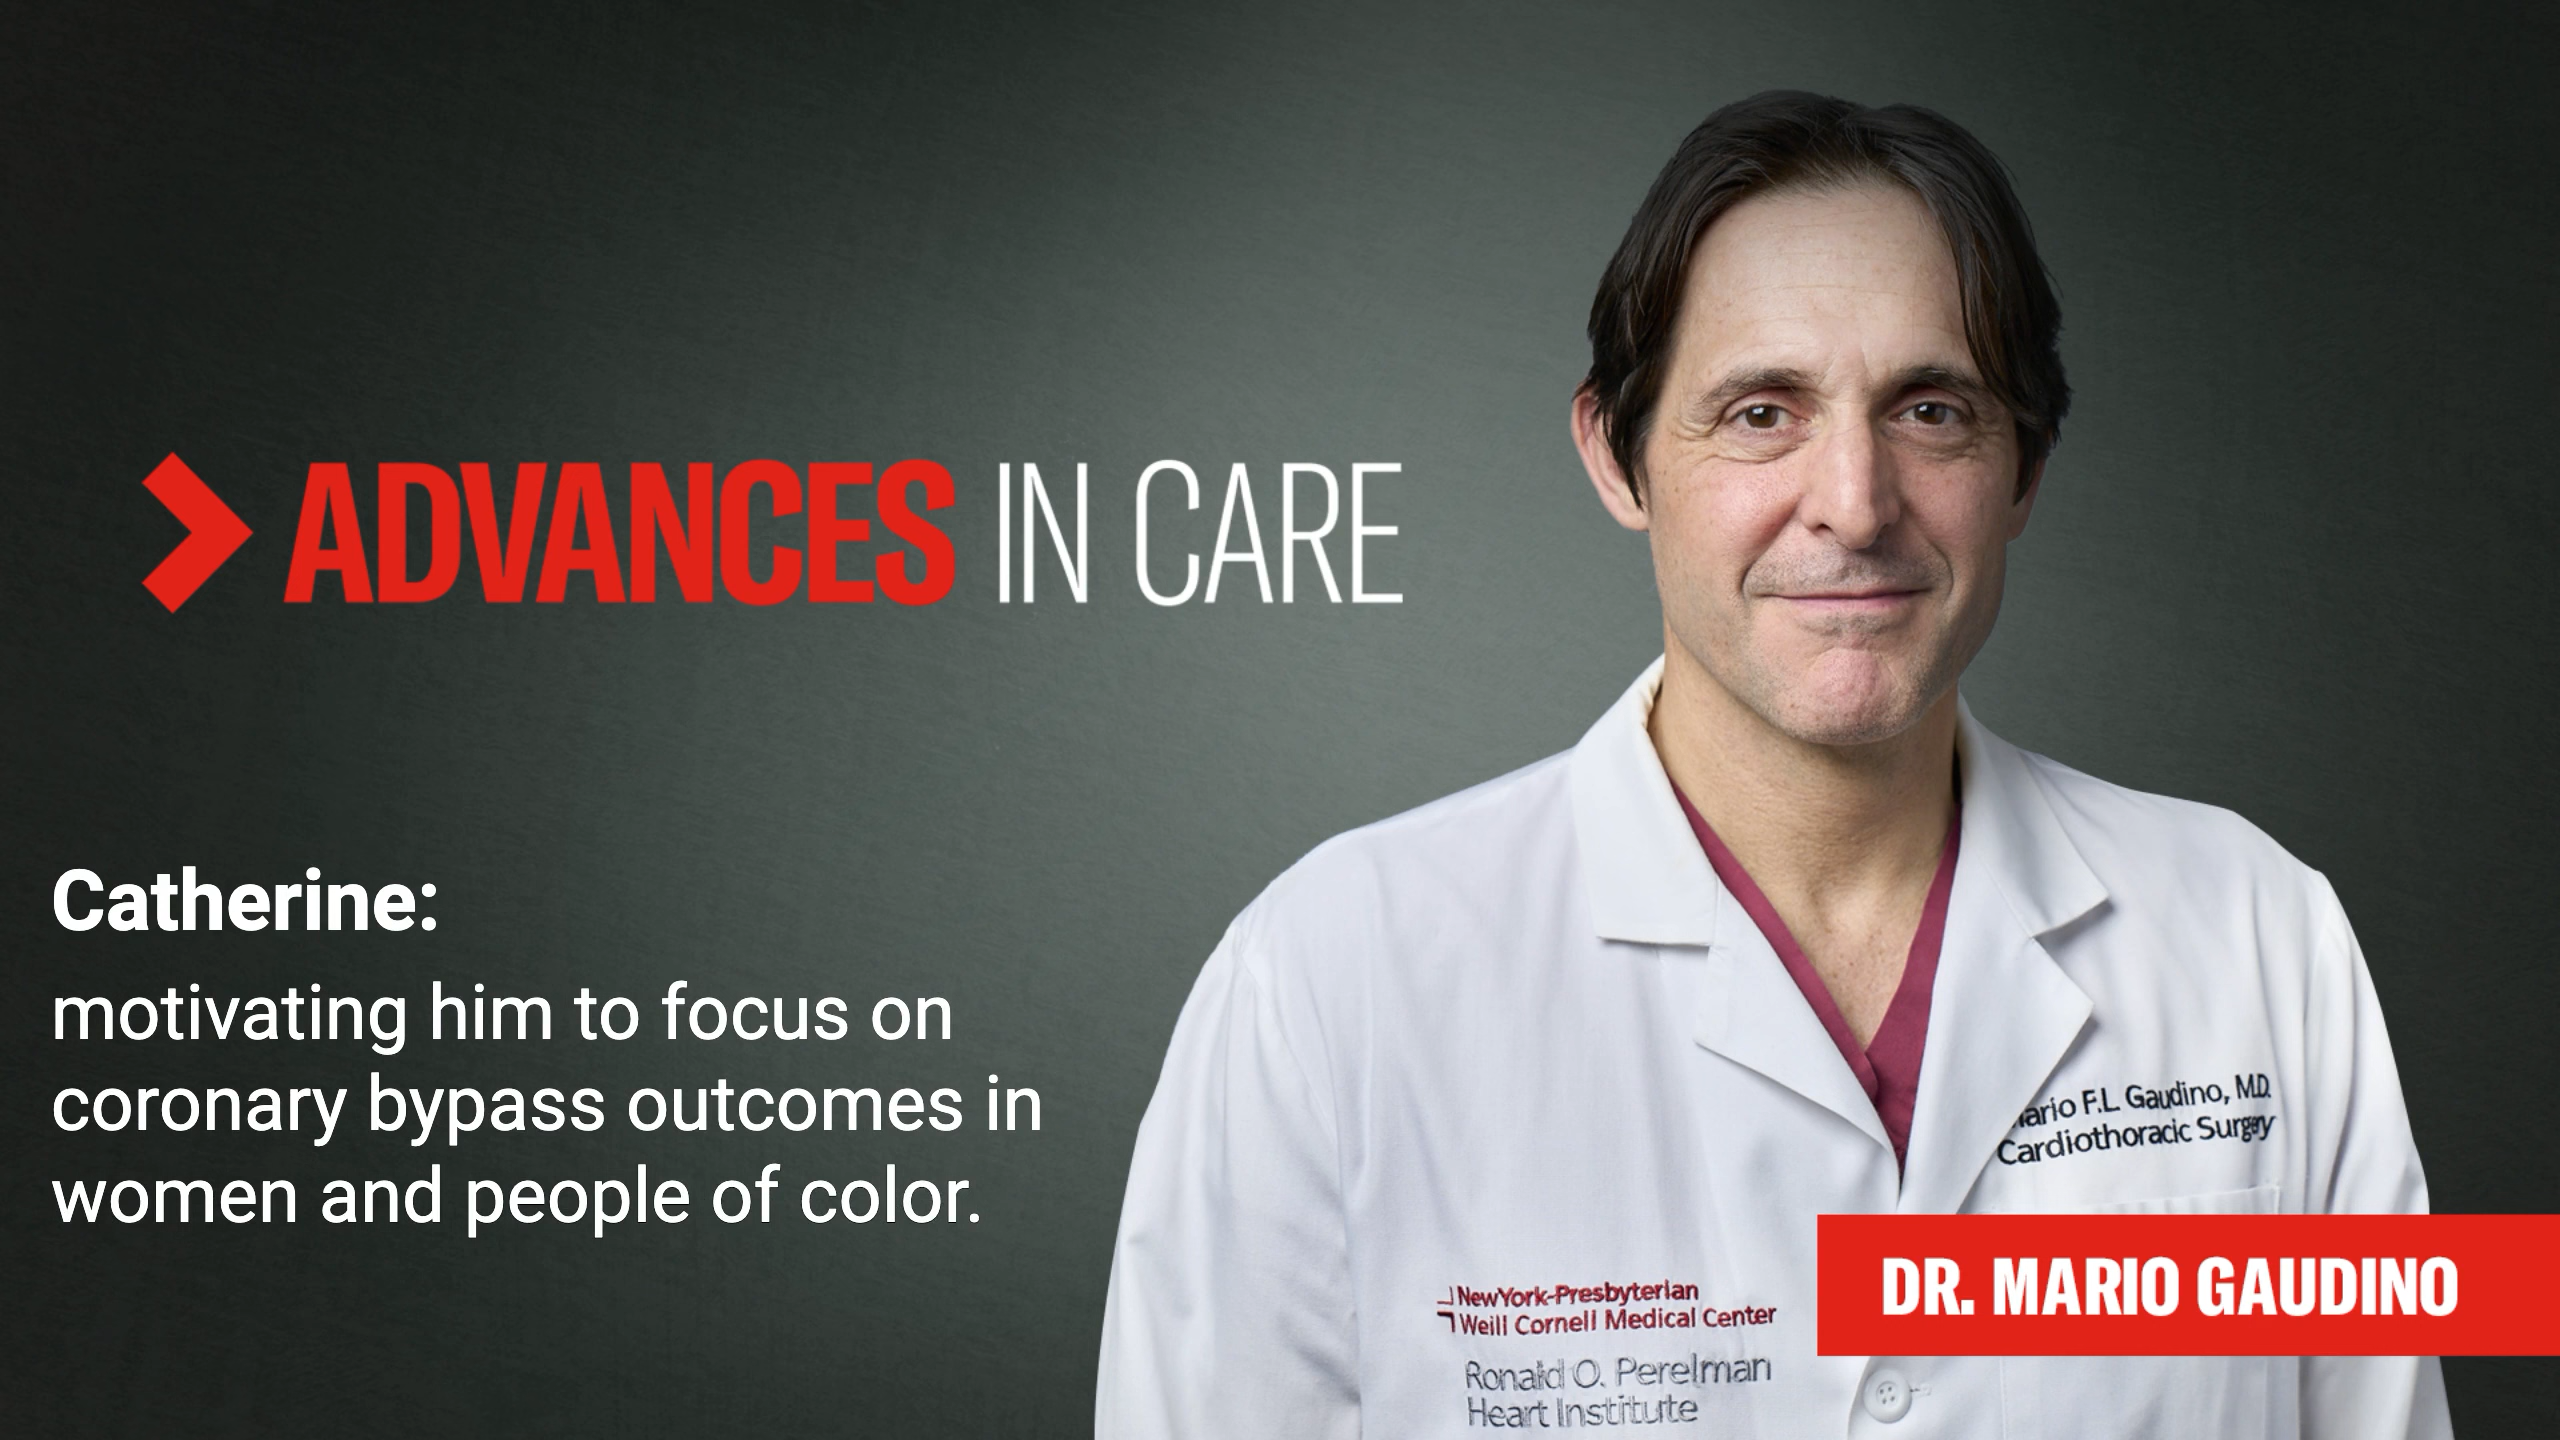 ADVANCES IN CARE
Catherine:
motivating him to focus on
coronary bypass outcomes in
women and people of color.
ario F.L. Gaudino, M.D.
Cardiothoracic Surgery
NewYork-Presbyterian
Weill Cornell Medical Center
Ronald O. Perelman
Heart Institute
DR. MARIO GAUDINO